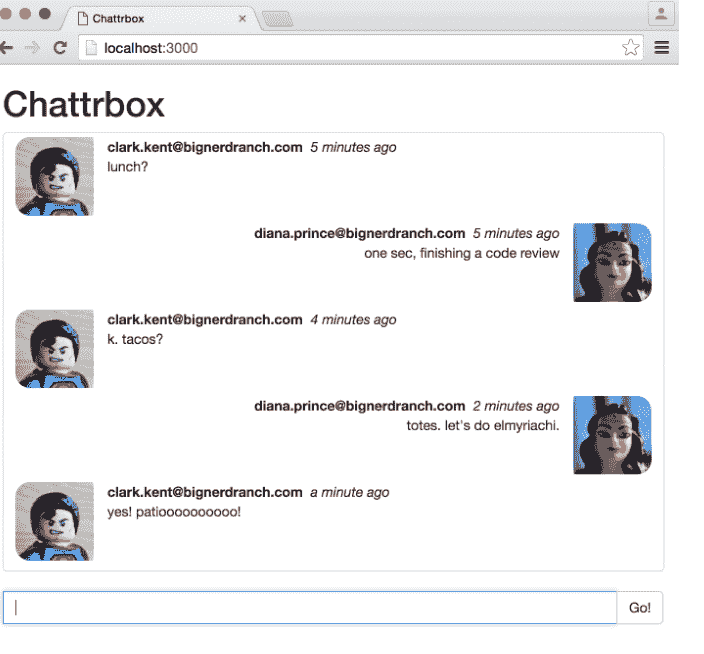 Chattrbox
localhost:3000
Chattrbox
clark.kent@bignerdranch.com 5 minutes ago
lunch?
diana.prince@bignerdranch.com 5 minutes ago
one sec, finishing a code review
clark.kent@bignerdranch.com 4 minutes ago
k. tacos?
diana.prince@bignerdranch.com 2 minutes ago
totes. let's do elmyriachi.
clark.kent@bignerdranch.com a minute ago
yes! patioooooooooo!
Go!